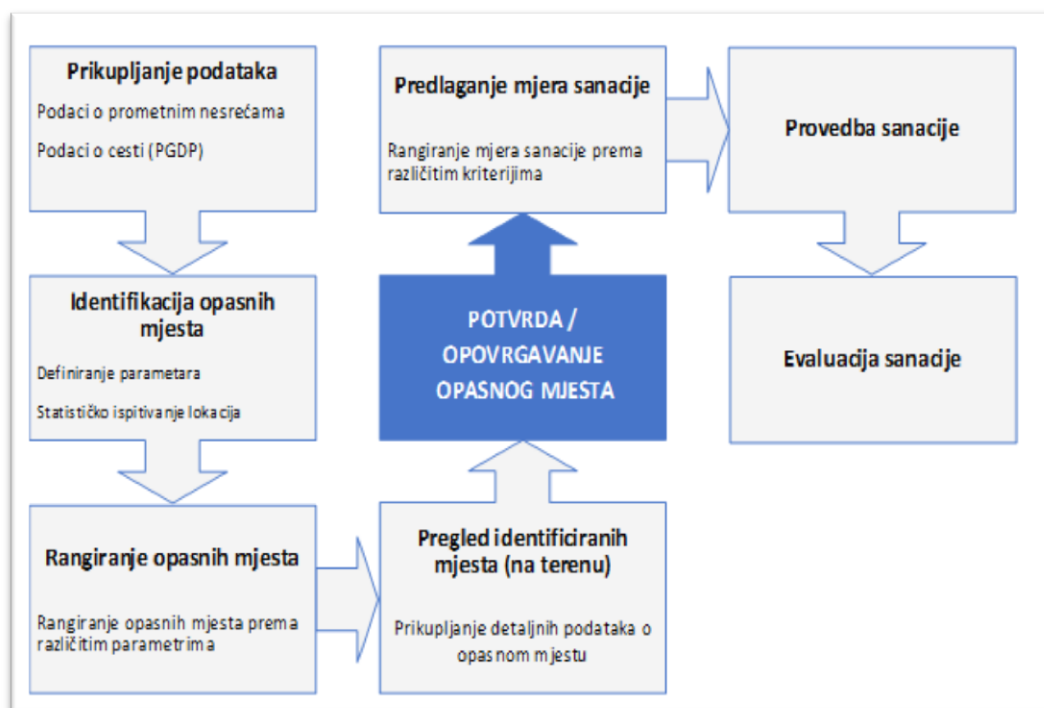 Prikupljanje podataka
Podaci o prometnim nesrećama
Podaci o cesti (PGDP)
Identifikacija opasnih
mjesta
Definiranje parametara
Statističko ispitivanje lokacija
Rangiranje opasnih mjesta
Rangiranje opasnih mjesta prema
različitim parametrima
Pregled identificiranih
mjesta (na terenu)
Prikupljanje detaljnih podataka o
opasnom mjestu
POTVRDA /
OPOVRGAVANJE
OPASNOG MJESTA
Predlaganje mjera sanacije
Rangiranje mjera sanacije prema
različitim kriterijima
Provedba sanacije
Evaluacija sanacije